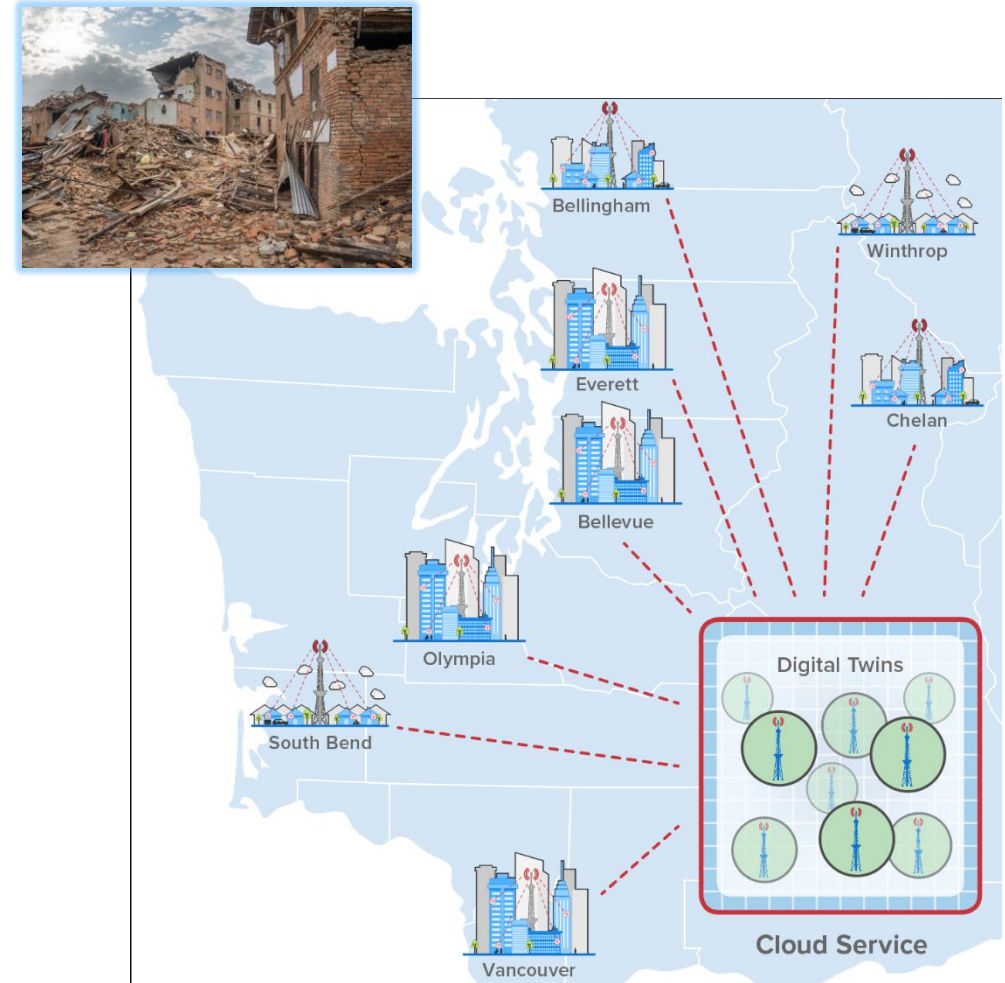 Bellingham
Winthrop
Everett
Chelan
Bellevue
Olympia
South Bend
Digital Twins
Cloud Service
Vancouver